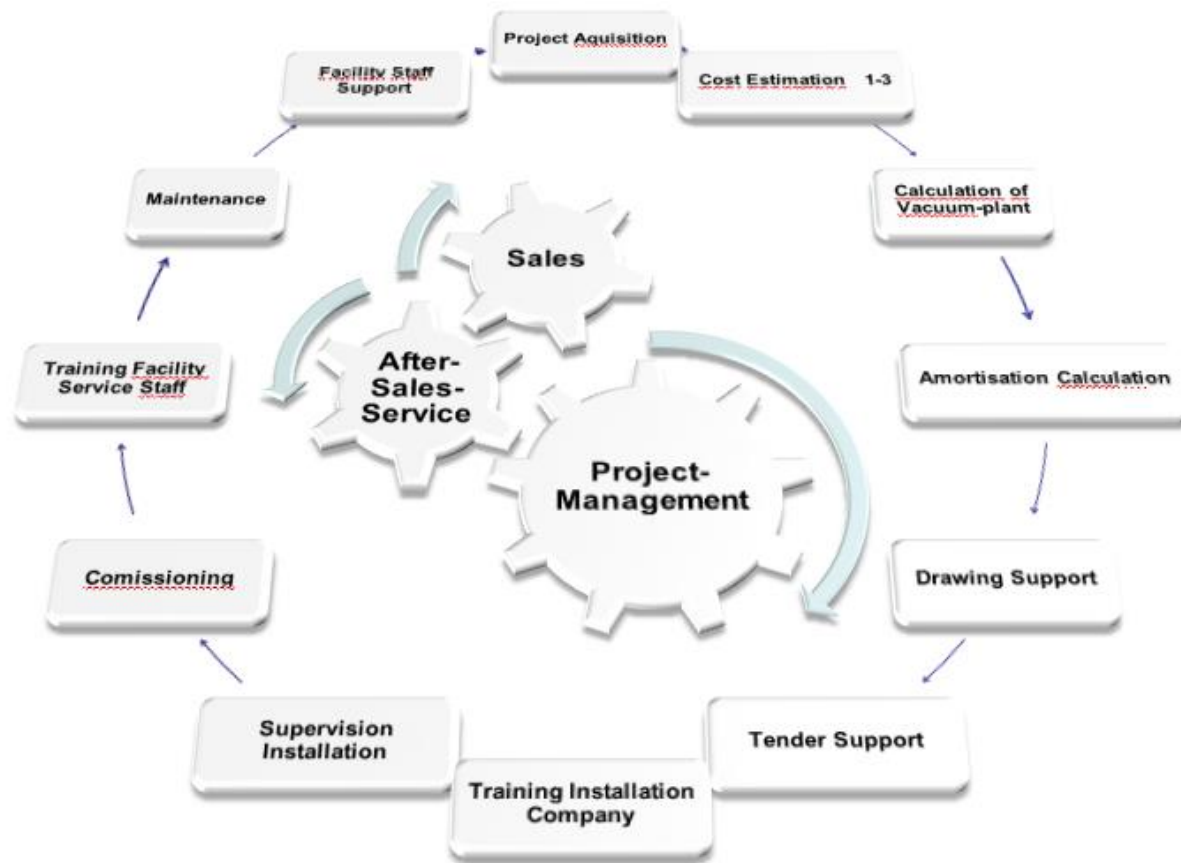 Project Aquisition
Cost Estimation 1-3
Calculation of
Vacuum-plant
Amortisation Calculation
Drawing Support
Tender Support
Training Installation
Company
Supervision
Installation
Comissioning
Training Facility
Service Staff
Maintenance
Facility Staff
Support
Sales
After-
Sales-
Service
Project-
Management